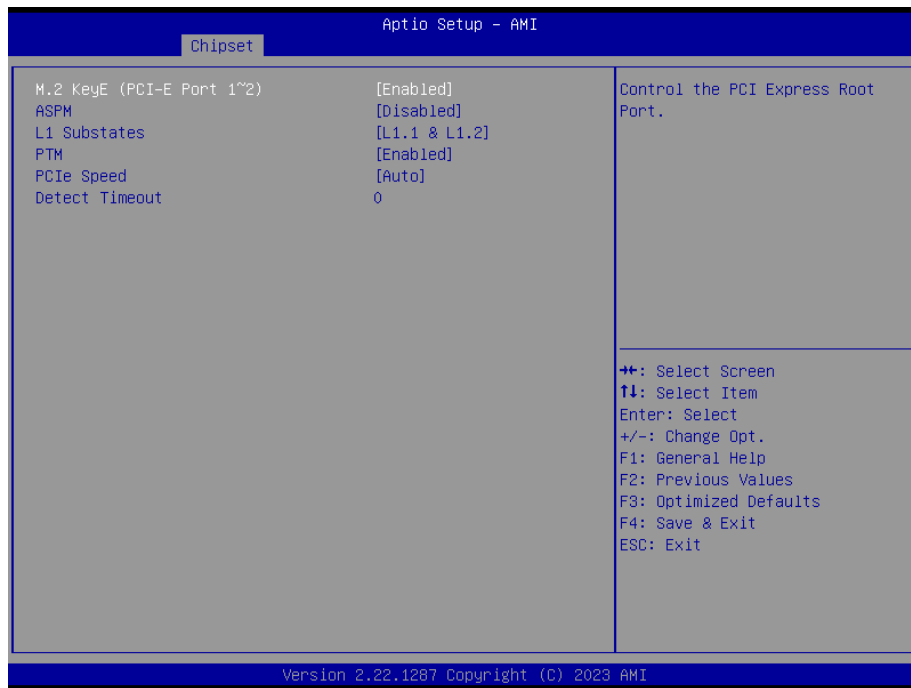 Aptio Setup – AMI
Chipset
M.2 KeyE (PCI-E Port 1~2) [Enabled]
ASPM [Disabled]
L1 Substates [L1.1 & L1.2]
PTM [Enabled]
PCIe Speed [Auto]
Detect Timeout 0
Control the PCI Express Root
Port.
→←: Select Screen
↑↓: Select Item
Enter: Select
+/-: Change Opt.
F1: General Help
F2: Previous Values
F3: Optimized Defaults
F4: Save & Exit
ESC: Exit
Version 2.22.1287 Copyright (C) 2023 AMI